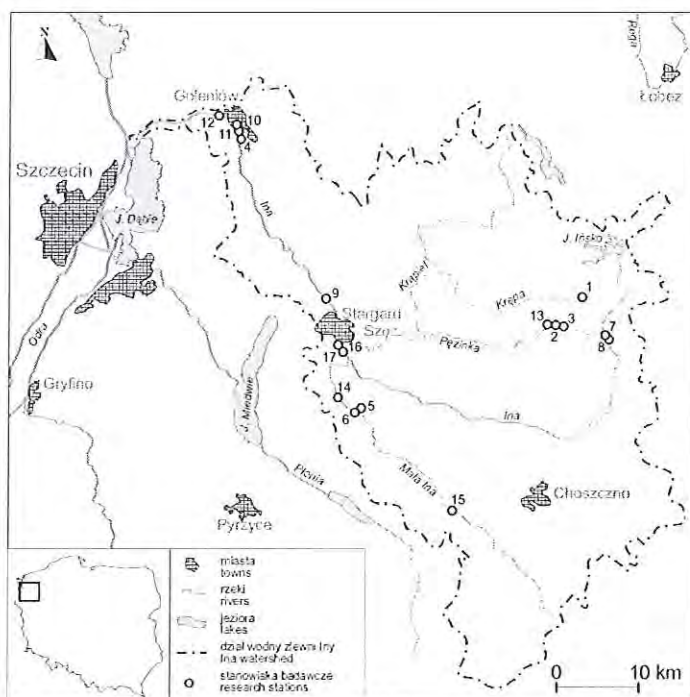 N
Rega
Łobez
Goleniów
12
10
11
4
Szczecin
J. Dąbie
Ina
J. Ińsko
Krąpiel
Krępa
1
9
Stargard
Szcz.
13
2
3
7
8
Pęzinka
16
17
Odra
Gryfino
J. Miedwie
14
5
6
Ina
Płonia
Mała Ina
15
Choszczno
Pyrzyce
miasta
towns
rzeki
rivers
jeziora
lakes
dział wodny zlewni Iny
Ina watershed
stanowiska badawcze
research stations
0 10 km